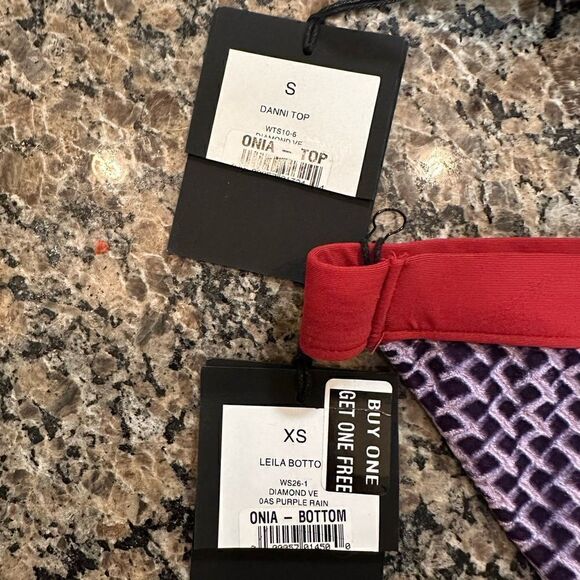 S
DANNI TOP
WTS10-6
DIAMOND VE
ONIA - TOP
XS
LEILA BOTTO
WS26-1
DIAMOND VE
0AS PURPLE RAIN
ONIA - BOTTOM
BUY ONE
GET ONE FREE